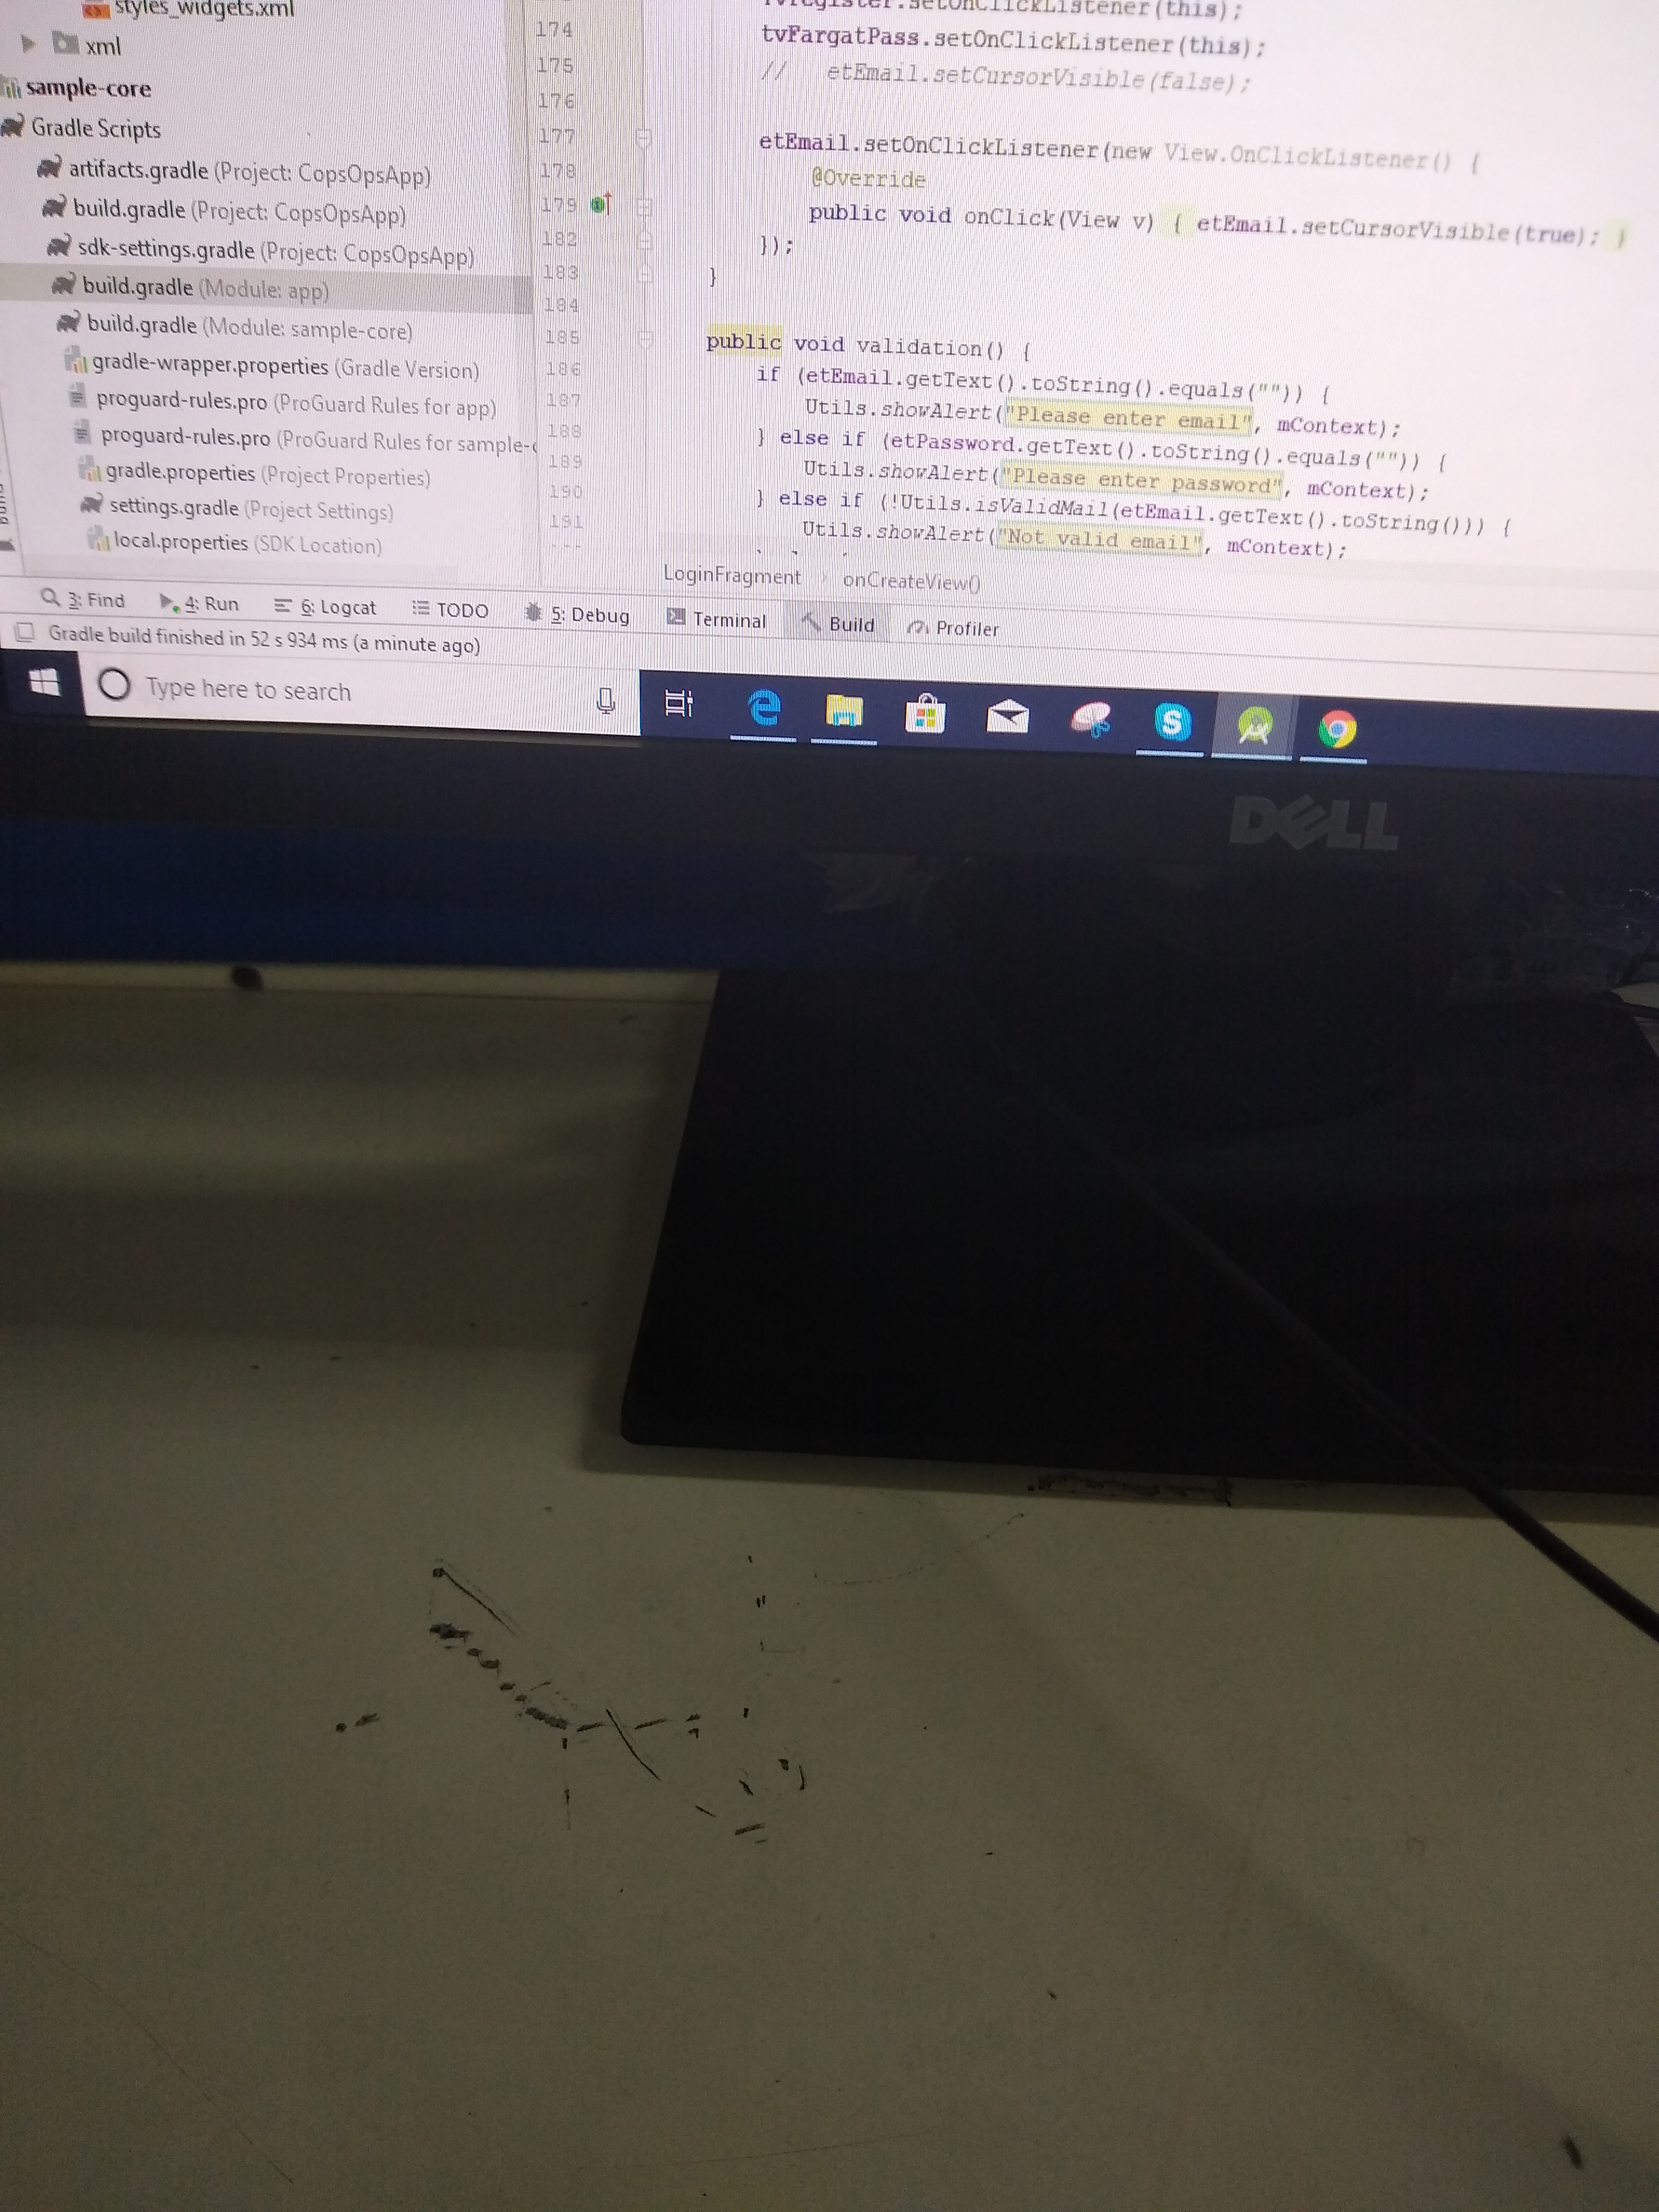 styles_widgets.xml
xml
sample-core
Gradle Scripts
artifacts.gradle (Project: CopsOpsApp)
build.gradle (Project: CopsOpsApp)
sdk-settings.gradle (Project: CopsOpsApp)
build.gradle (Module: app)
build.gradle (Module: sample-core)
gradle-wrapper.properties (Gradle Version)
proguard-rules.pro (ProGuard Rules for app)
proguard-rules.pro (ProGuard Rules for sample-
gradle.properties (Project Properties)
settings.gradle (Project Settings)
local.properties (SDK Location)
.setOnClickListener(this);
174 tvFargatPass.setOnClickListener(this);
175 // etEmail.setCursorVisible(false);
176
177 etEmail.setOnClickListener(new View.OnClickListener() {
178 @Override
179 public void onClick(View v) { etEmail.setCursorVisible(true); }
182 });
183 }
184
185 public void validation() {
186 if (etEmail.getText().toString().equals("")) {
187 Utils.showAlert("Please enter email", mContext);
188 } else if (etPassword.getText().toString().equals("")) {
189 Utils.showAlert("Please enter password", mContext);
190 } else if (!Utils.isValidMail(etEmail.getText().toString())) {
191 Utils.showAlert("Not valid email", mContext);
LoginFragment onCreateView()
3: Find 4: Run 6: Logcat TODO 5: Debug Terminal Build Profiler
Gradle build finished in 52 s 934 ms (a minute ago)
Type here to search
S
DELL